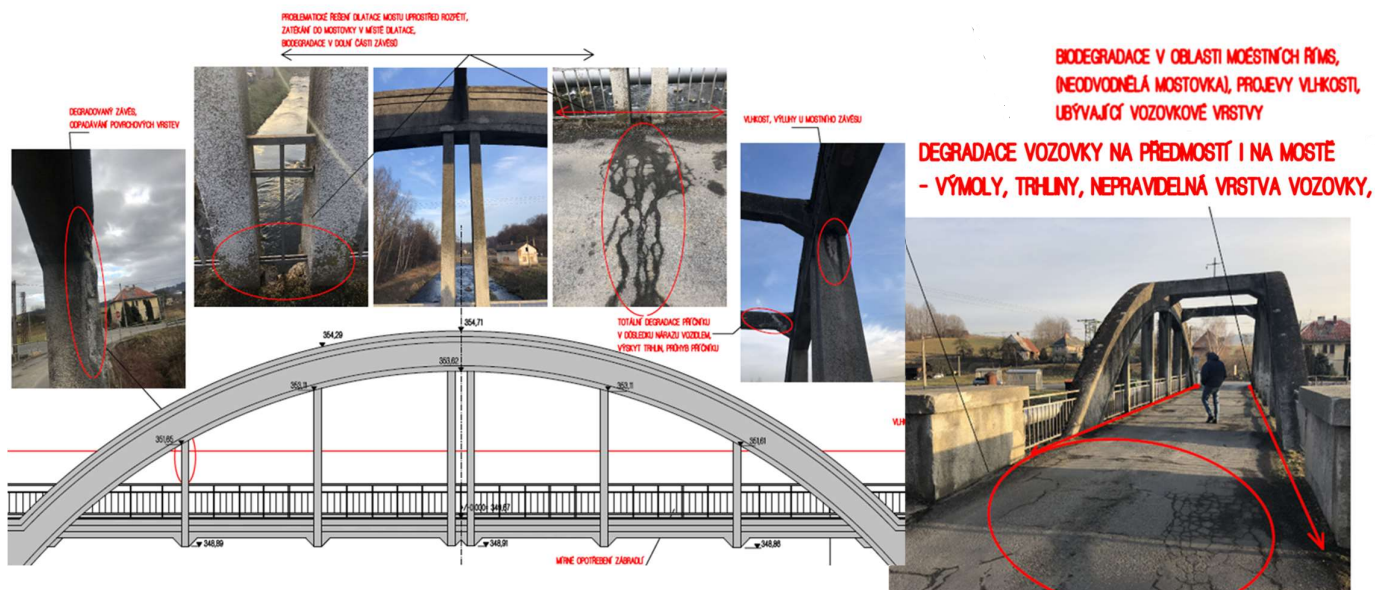 PROBLEMATICKÉ ŘEŠENÍ DILATACE MOSTU UPROSTŘED ROZPĚTÍ,
ZATÉKÁNÍ DO MOSTOVKY V MÍSTĚ DILATACE,
BIODEGRADACE V DOLNÍ ČÁSTI ZÁVĚSŮ
BIODEGRADACE V OBLASTI MOÉSTNÍCH ŘÍMS,
(NEODVODNĚLÁ MOSTOVKA), PROJEVY VLHKOSTI,
UBÝVAJÍCÍ VOZOVKOVÉ VRSTVY
DEGRADOVANÝ ZÁVĚS,
ODPADÁVÁNÍ POVRCHOVÝCH VRSTEV
VLHKOST, VÝLUHY U MOSTNÍHO ZÁVĚSU
DEGRADACE VOZOVKY NA PŘEDMOSTÍ I NA MOSTĚ
- VÝMOLY, TRHLINY, NEPRAVIDELNÁ VRSTVA VOZOVKY,
TOTÁLNÍ DEGRADACE PŘÍČNÍKU
V DŮSLEDKU NÁRAZU VOZIDLEM,
VÝSKYT TRHLIN, PRŮHYB PŘÍČNÍKU
354,71
354,29
353,62
353,11
353,11
351,65
351,61
VLH
348,89
348,91
348,86
MÍRNÉ OPOTŘEBENÍ ZÁBRADLÍ